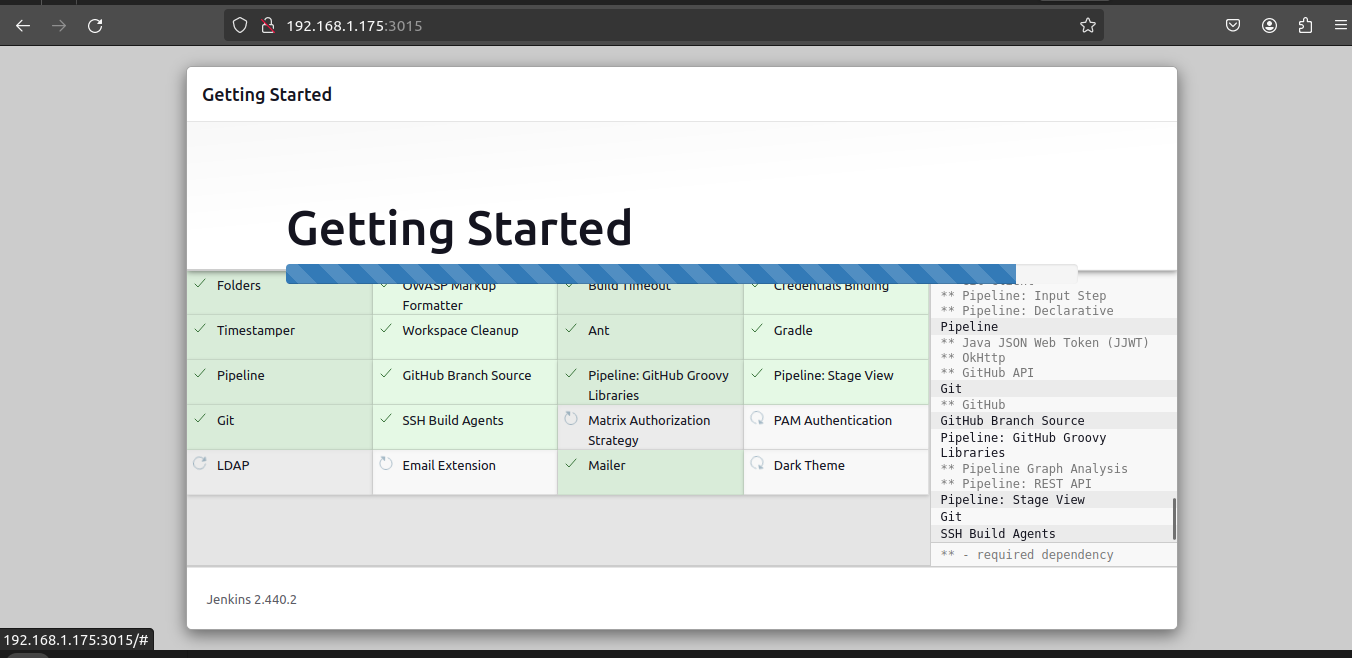 192.168.1.175:3015
Getting Started
Getting Started
Folders
OWASP Markup
Formatter
Build Timeout
Credentials Binding
Timestamper
Workspace Cleanup
Ant
Gradle
Pipeline
GitHub Branch Source
Pipeline: GitHub Groovy
Libraries
Pipeline: Stage View
Git
SSH Build Agents
Matrix Authorization
Strategy
PAM Authentication
LDAP
Email Extension
Mailer
Dark Theme
** Pipeline: Input Step
** Pipeline: Declarative
Pipeline
** Java JSON Web Token (JJWT)
** OkHttp
** GitHub API
Git
** GitHub
GitHub Branch Source
Pipeline: GitHub Groovy
Libraries
** Pipeline Graph Analysis
** Pipeline: REST API
Pipeline: Stage View
Git
SSH Build Agents
** - required dependency
Jenkins 2.440.2
192.168.1.175:3015/#